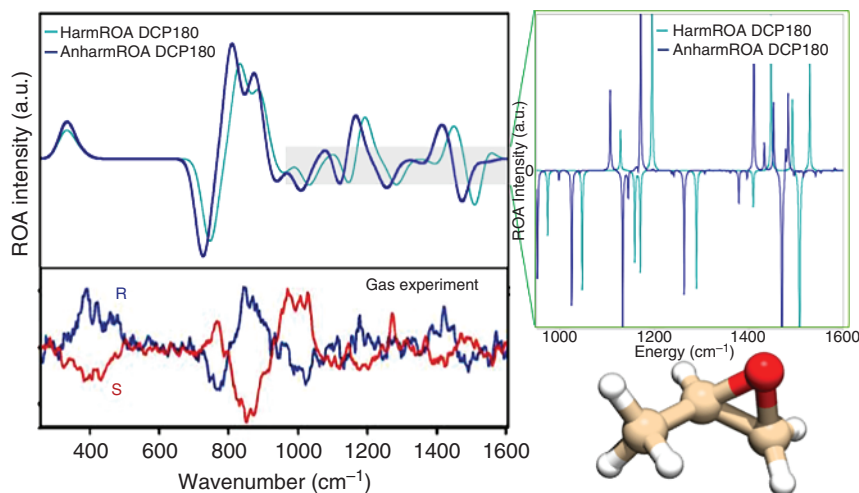 HarmROA DCP180
AnharmROA DCP180
ROA intensity (a.u.)
Gas experiment
R
S
400 600 800 1000 1200 1400 1600
Wavenumber (cm⁻¹)
HarmROA DCP180
AnharmROA DCP180
ROA Intensity (a.u.)
0
1000 1200 1400 1600
Energy (cm⁻¹)